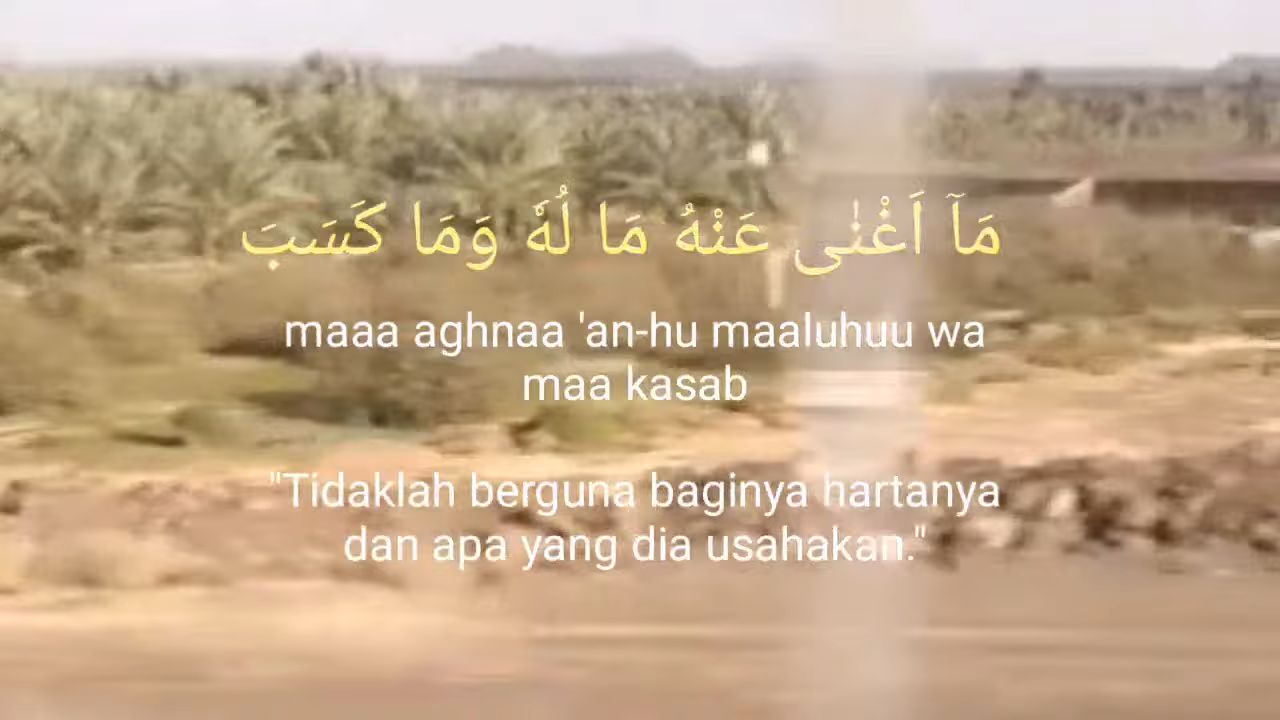 مَآ اَغْنٰى عَنْهُ مَا لُهٗ وَمَا كَسَبَ
maaa aghnaa 'an-hu maaluhuu wa
maa kasab
"Tidaklah berguna baginya hartanya
dan apa yang dia usahakan."